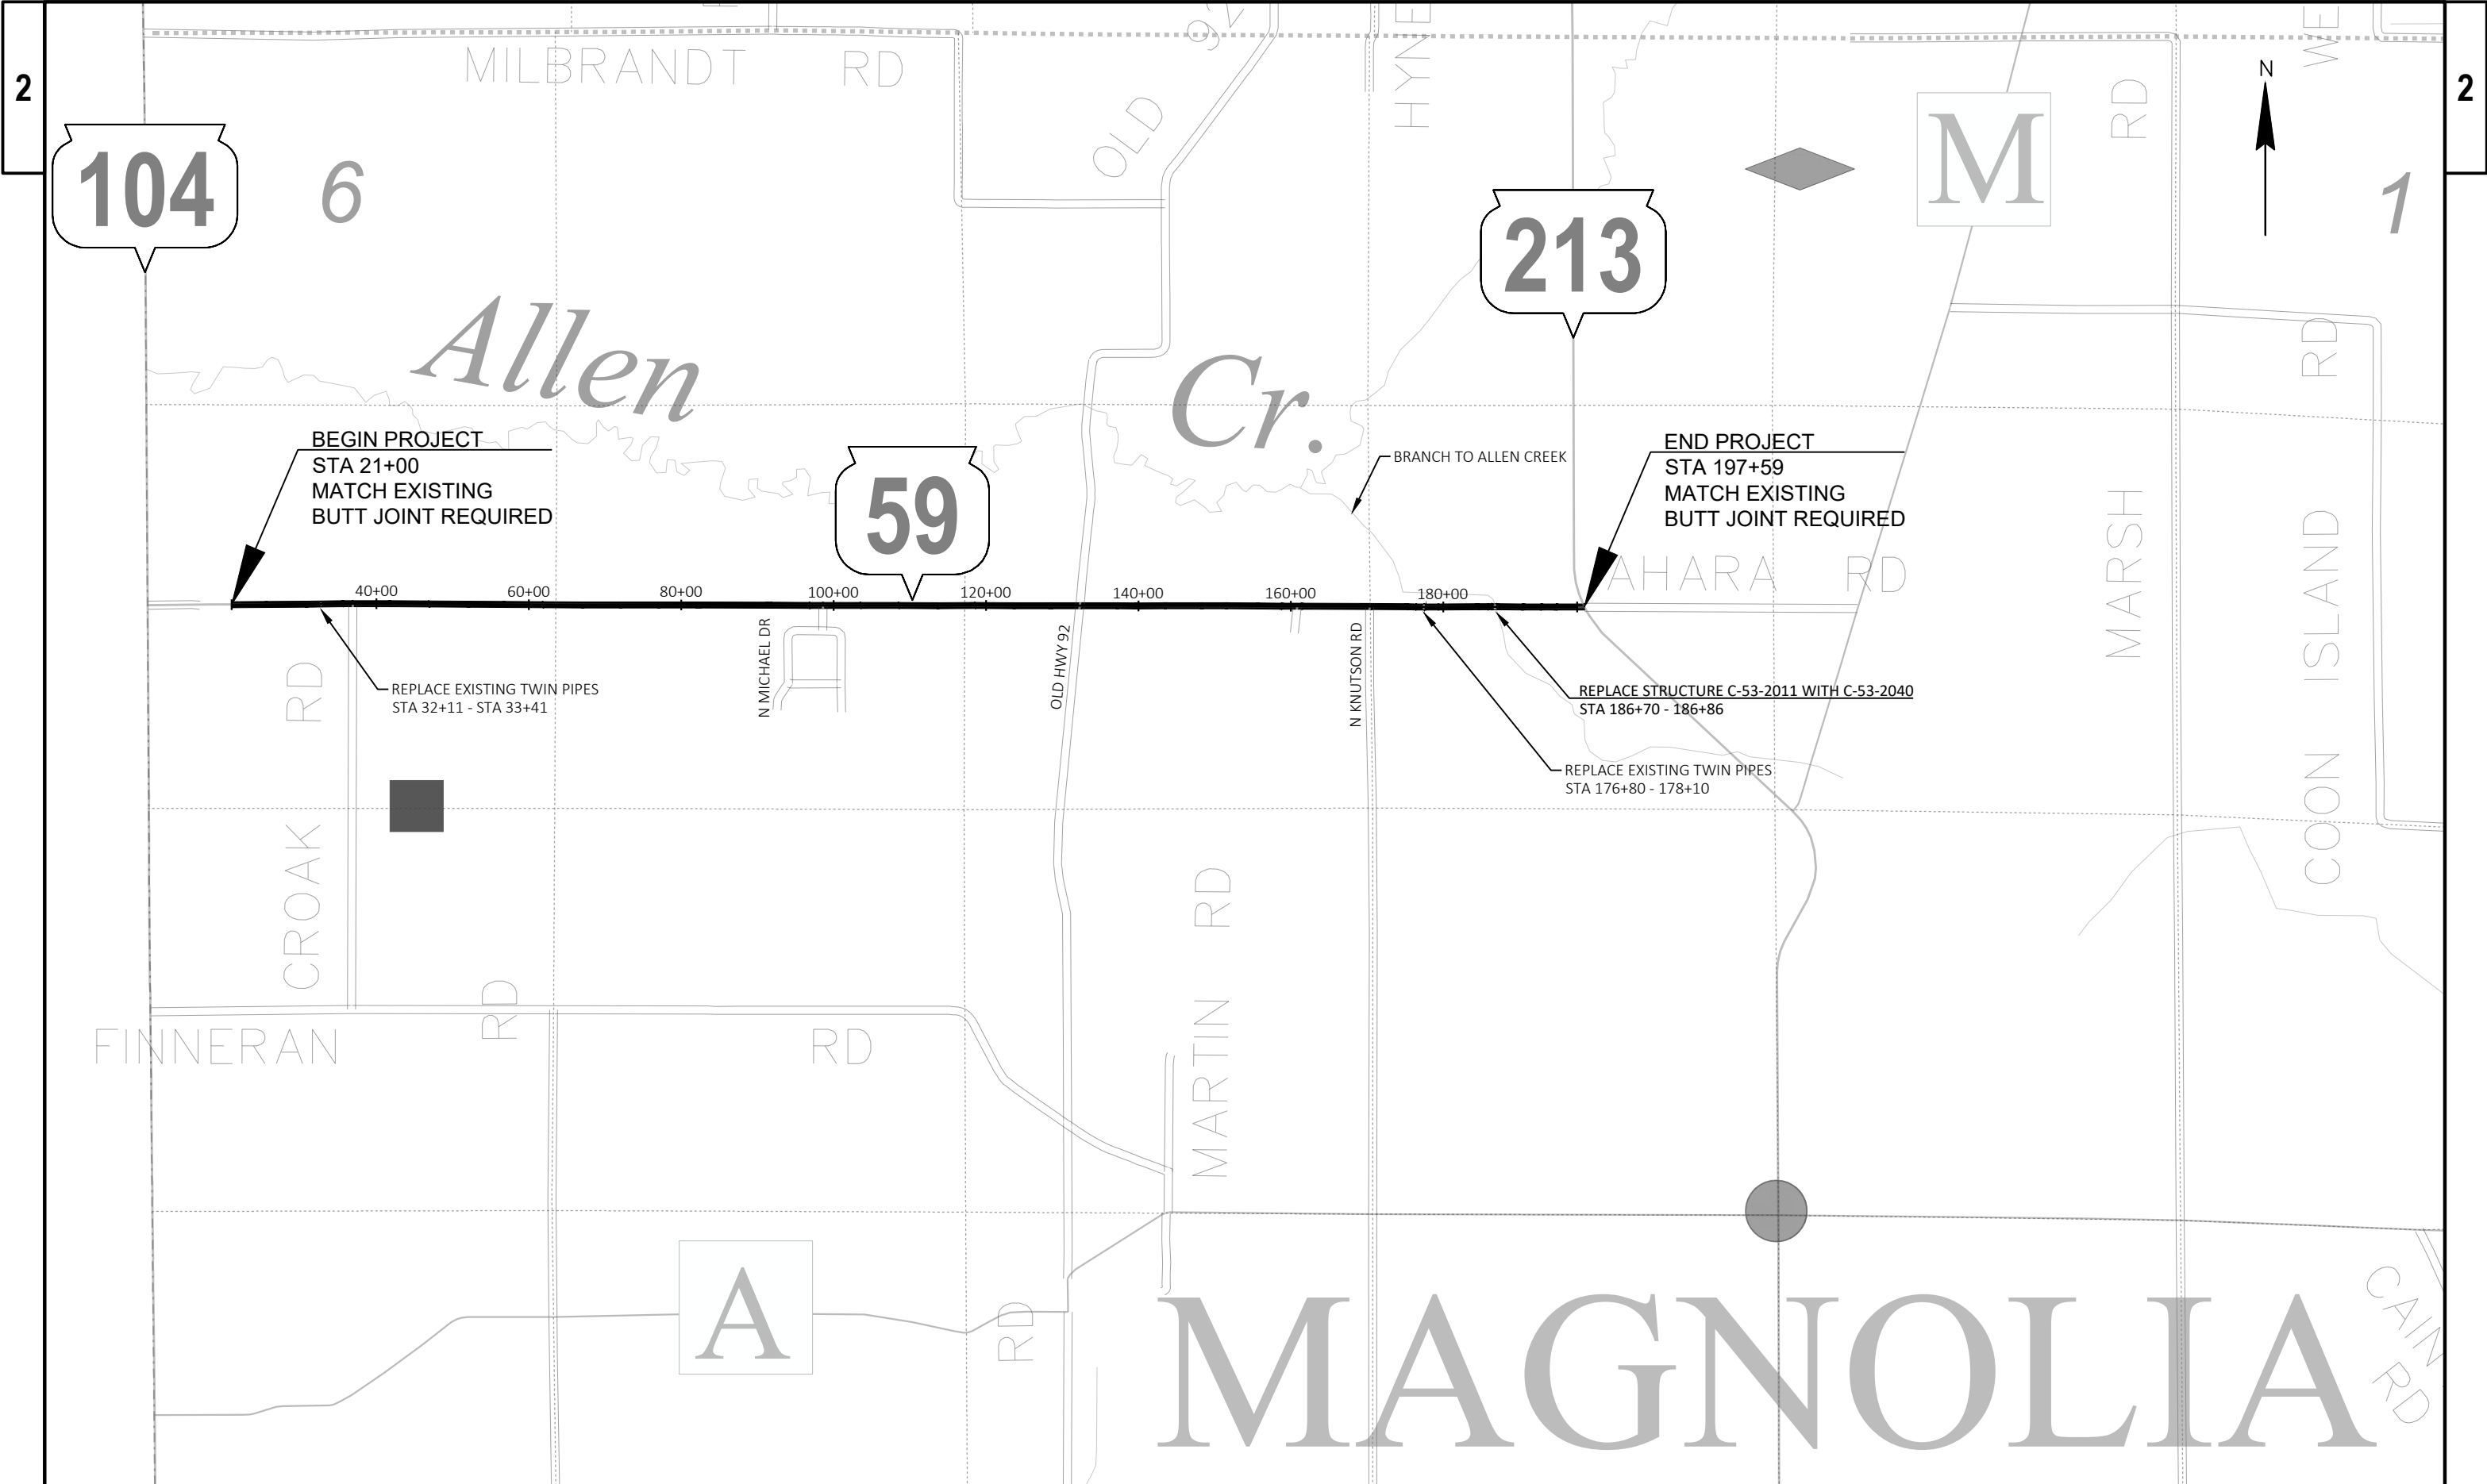 2
2
MILBRANDT RD
OLD
HYNE
N
WE
RD
M
104
6
213
1
Allen Cr.
RD
BEGIN PROJECT
STA 21+00
MATCH EXISTING
BUTT JOINT REQUIRED
59
BRANCH TO ALLEN CREEK
END PROJECT
STA 197+59
MATCH EXISTING
BUTT JOINT REQUIRED
AHARA RD
MARSH
COON ISLAND
40+00 60+00 80+00 100+00 120+00 140+00 160+00 180+00
N MICHAEL DR
OLD HWY 92
N KNUTSON RD
CROAK RD
REPLACE EXISTING TWIN PIPES
STA 32+11 - STA 33+41
REPLACE STRUCTURE C-53-2011 WITH C-53-2040
STA 186+70 - 186+86
REPLACE EXISTING TWIN PIPES
STA 176+80 - 178+10
MARTIN RD
RD
FINNERAN RD
A
RD
MAGNOLIA
CAIN RD